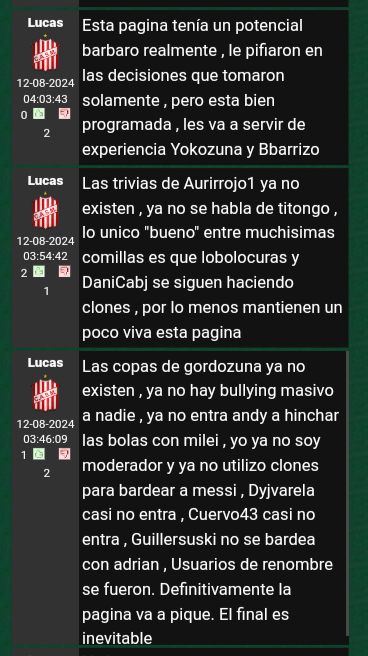 Lucas
12-08-2024
04:03:43
0
2
Esta pagina tenía un potencial
barbaro realmente , le pifiaron en
las decisiones que tomaron
solamente , pero esta bien
programada , les va a servir de
experiencia Yokozuna y Bbarrizo
Lucas
12-08-2024
03:54:42
2
1
Las trivias de Aurirrojo1 ya no
existen , ya no se habla de titongo ,
lo unico "bueno" entre muchisimas
comillas es que lobolocuras y
DaniCabj se siguen haciendo
clones , por lo menos mantienen un
poco viva esta pagina
Lucas
12-08-2024
03:46:09
1
2
Las copas de gordozuna ya no
existen , ya no hay bullying masivo
a nadie , ya no entra andy a hinchar
las bolas con milei , yo ya no soy
moderador y ya no utilizo clones
para bardear a messi , Dyjvarela
casi no entra , Cuervo43 casi no
entra , Guillersuski no se bardea
con adrian , Usuarios de renombre
se fueron. Definitivamente la
pagina va a pique. El final es
inevitable